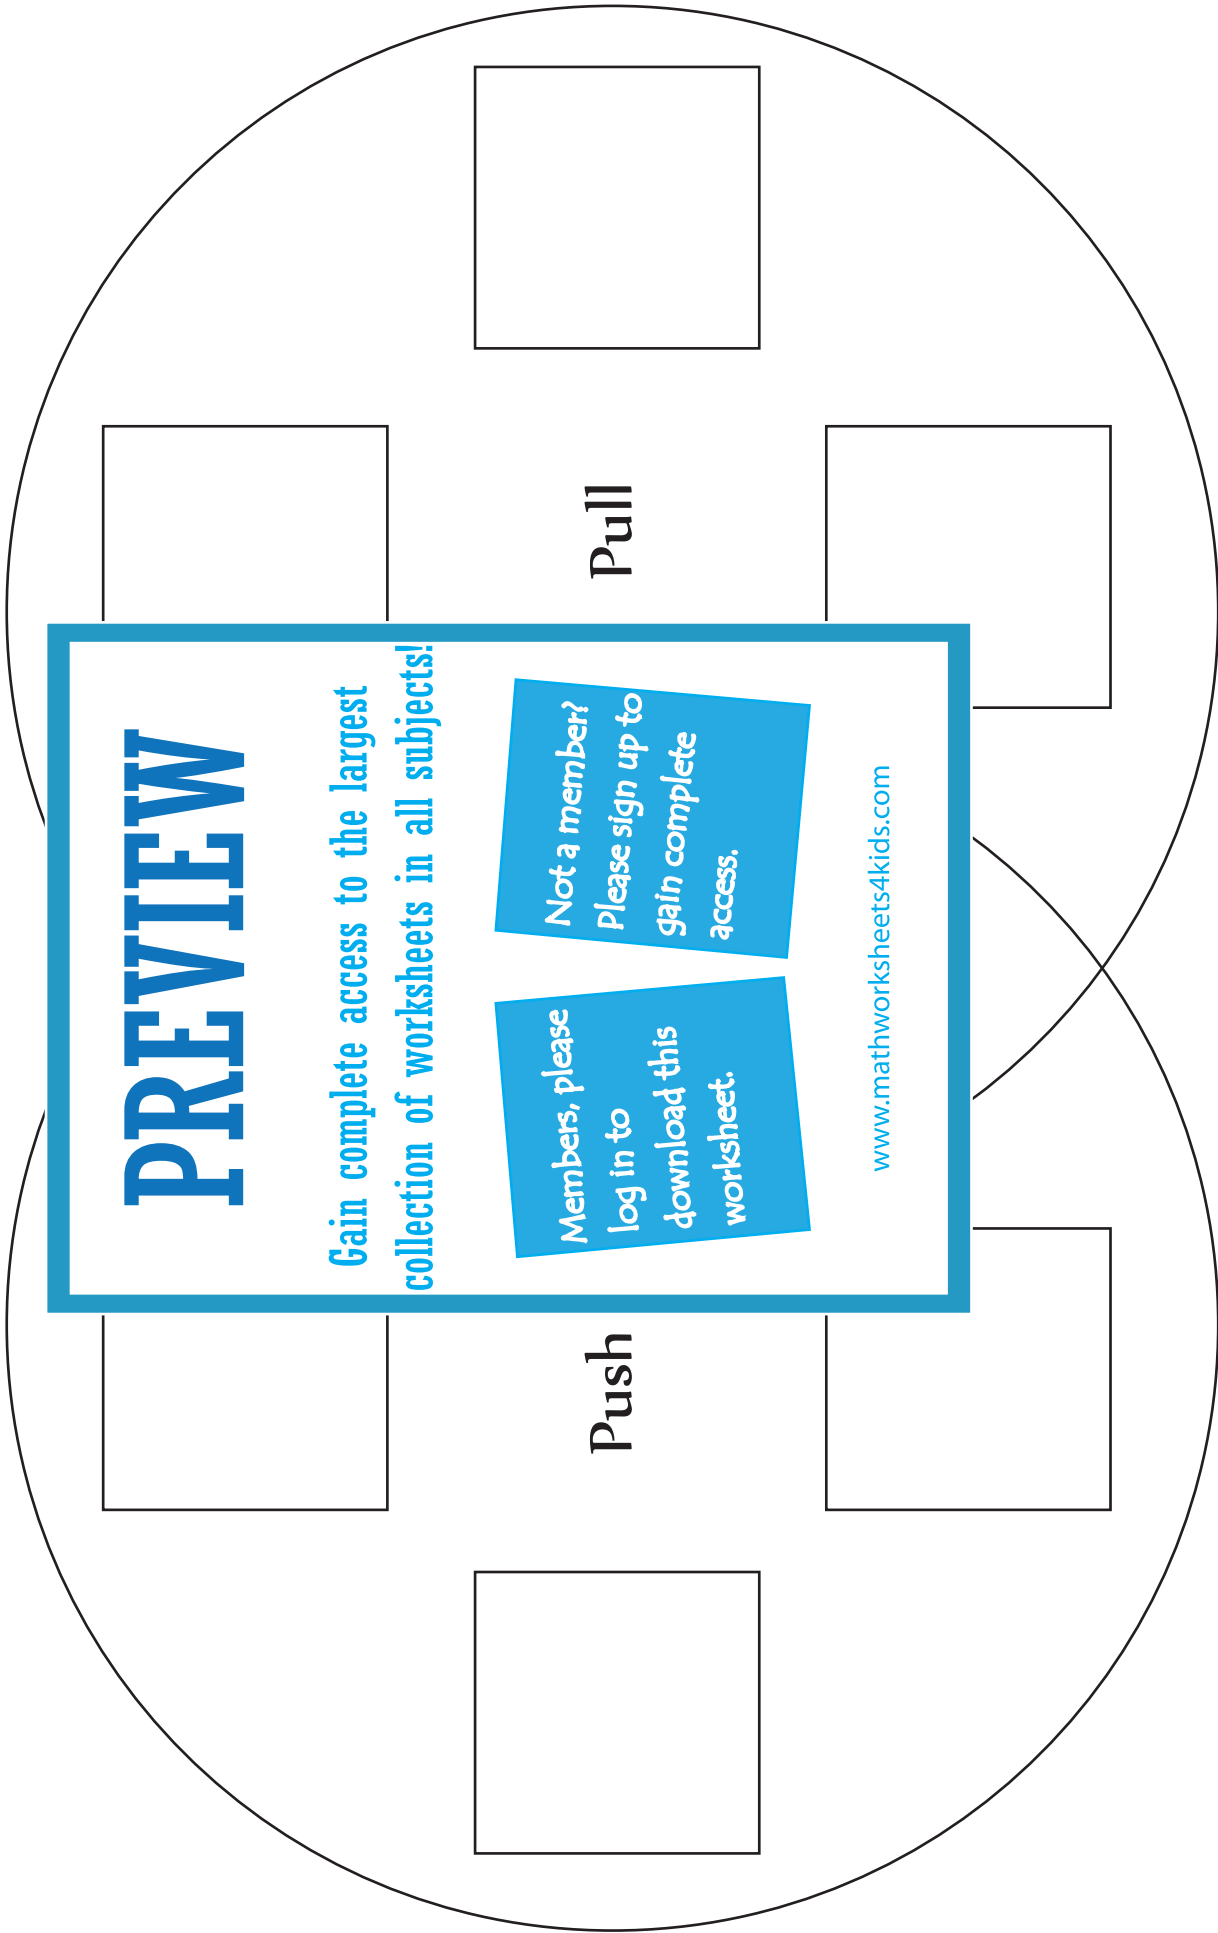 Push
Pull
PREVIEW
Gain complete access to the largest
collection of worksheets in all subjects!
Members, please
log in to
download this
worksheet.
Not a member?
Please sign up to
gain complete
access.
www.mathworksheets4kids.com